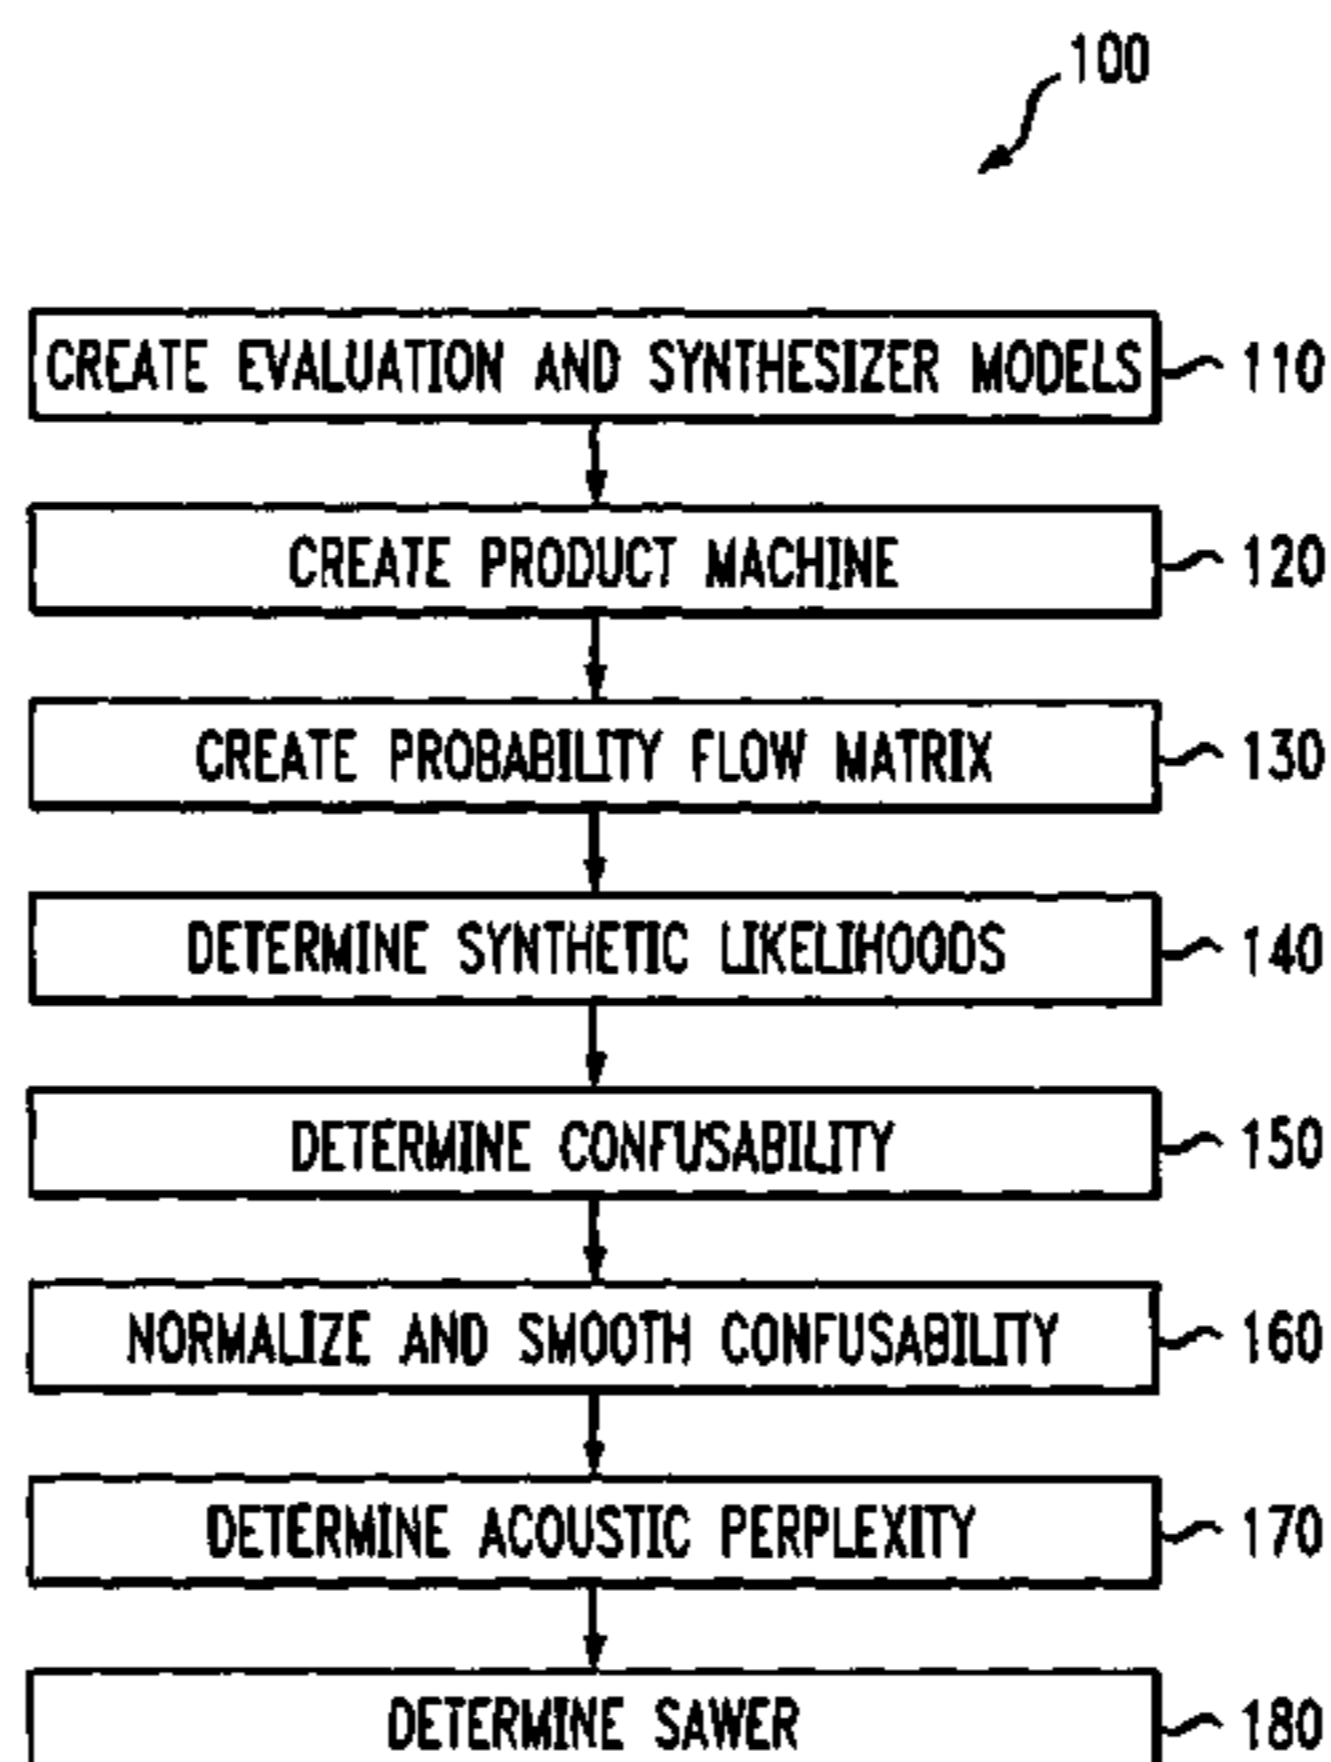 100
CREATE EVALUATION AND SYNTHESIZER MODELS 110
CREATE PRODUCT MACHINE 120
CREATE PROBABILITY FLOW MATRIX 130
DETERMINE SYNTHETIC LIKELIHOODS 140
DETERMINE CONFUSABILITY 150
NORMALIZE AND SMOOTH CONFUSABILITY 160
DETERMINE ACOUSTIC PERPLEXITY 170
DETERMINE SAWER 180